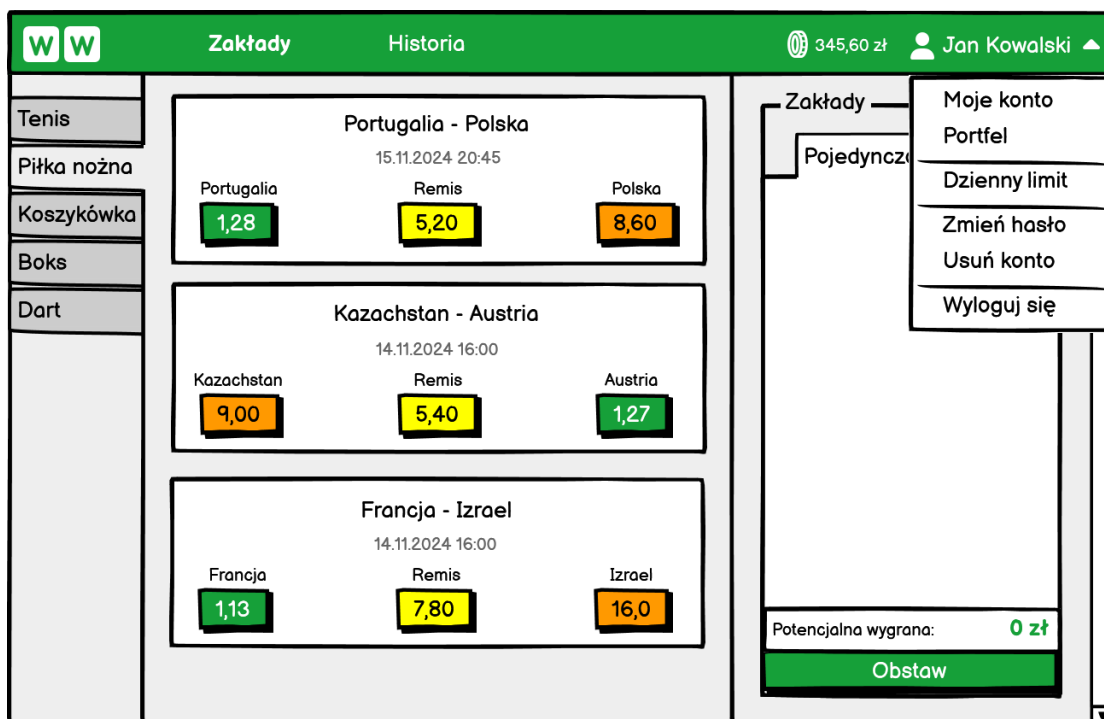 W W
Zakłady
Historia
345,60 zł
Jan Kowalski
Tenis
Piłka nożna
Koszykówka
Boks
Dart
Portugalia - Polska
15.11.2024 20:45
Portugalia Remis Polska
1,28 5,20 8,60
Kazachstan - Austria
14.11.2024 16:00
Kazachstan Remis Austria
9,00 5,40 1,27
Francja - Izrael
14.11.2024 16:00
Francja Remis Izrael
1,13 7,80 16,0
Zakłady
Moje konto
Portfel
Dzienny limit
Zmień hasło
Usuń konto
Wyloguj się
Potencjalna wygrana: 0 zł
Obstaw